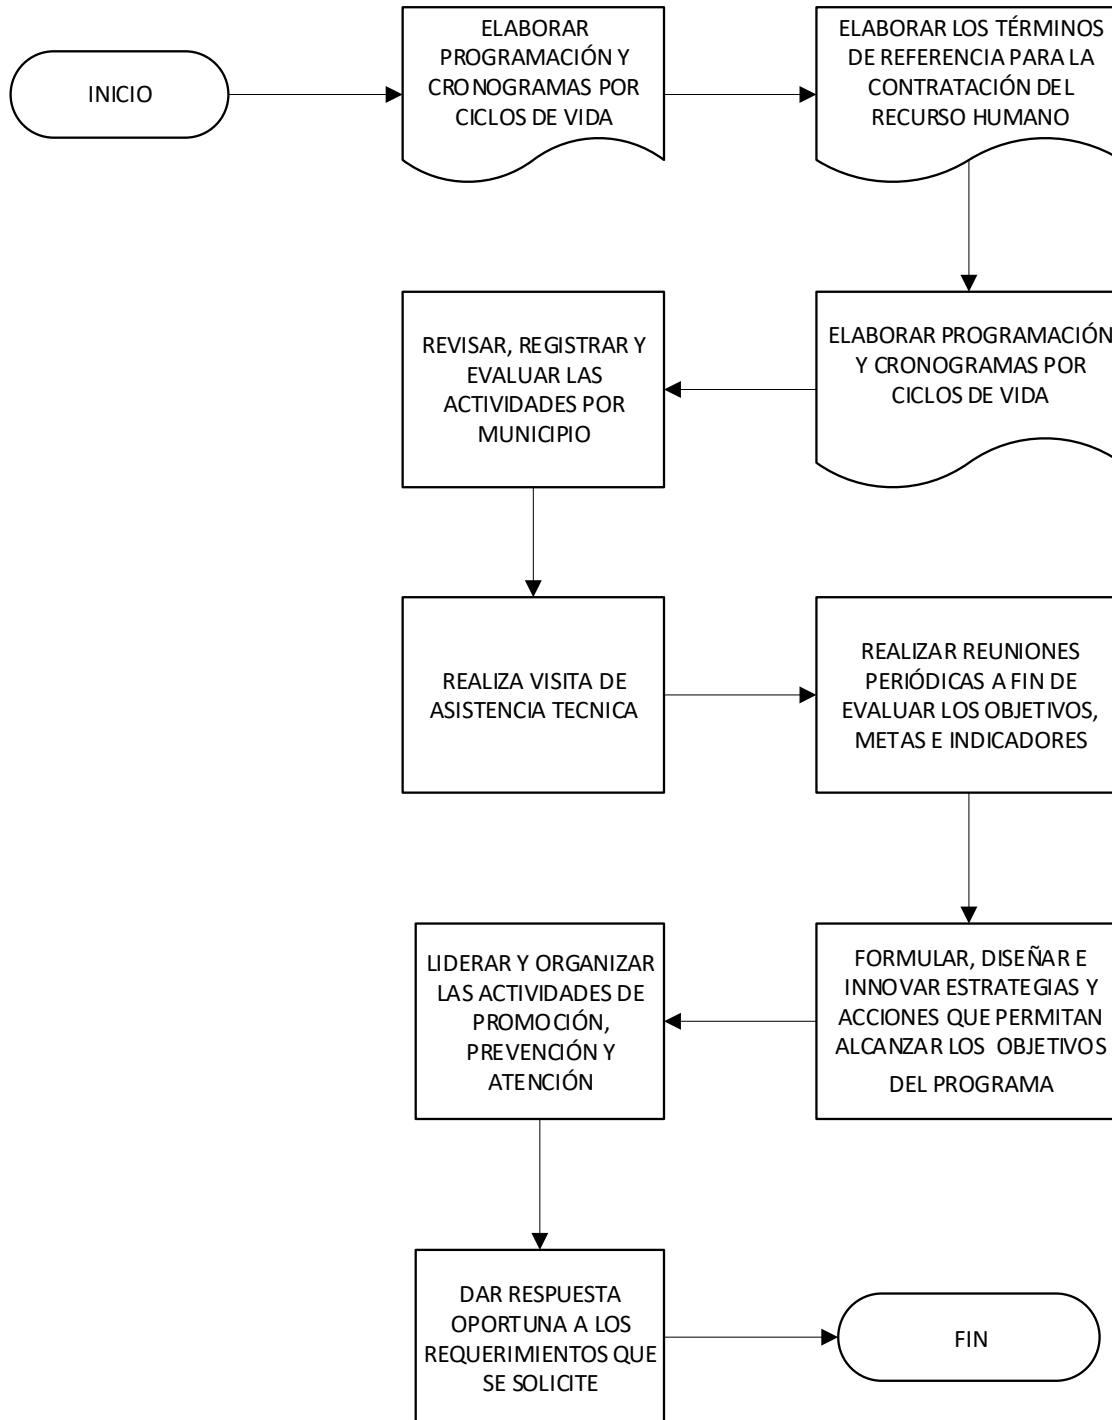 INICIO
ELABORAR
PROGRAMACIÓN Y
CRONOGRAMAS POR
CICLOS DE VIDA
ELABORAR LOS TÉRMINOS
DE REFERENCIA PARA LA
CONTRATACIÓN DEL
RECURSO HUMANO
ELABORAR PROGRAMACIÓN
Y CRONOGRAMAS POR
CICLOS DE VIDA
REVISAR, REGISTRAR Y
EVALUAR LAS
ACTIVIDADES POR
MUNICIPIO
REALIZA VISITA DE
ASISTENCIA TECNICA
REALIZAR REUNIONES
PERIÓDICAS A FIN DE
EVALUAR LOS OBJETIVOS,
METAS E INDICADORES
FORMULAR, DISEÑAR E
INNOVAR ESTRATEGIAS Y
ACCIONES QUE PERMITAN
ALCANZAR LOS OBJETIVOS
DEL PROGRAMA
LIDERAR Y ORGANIZAR
LAS ACTIVIDADES DE
PROMOCIÓN,
PREVENCIÓN Y
ATENCIÓN
DAR RESPUESTA
OPORTUNA A LOS
REQUERIMIENTOS QUE
SE SOLICITE
FIN